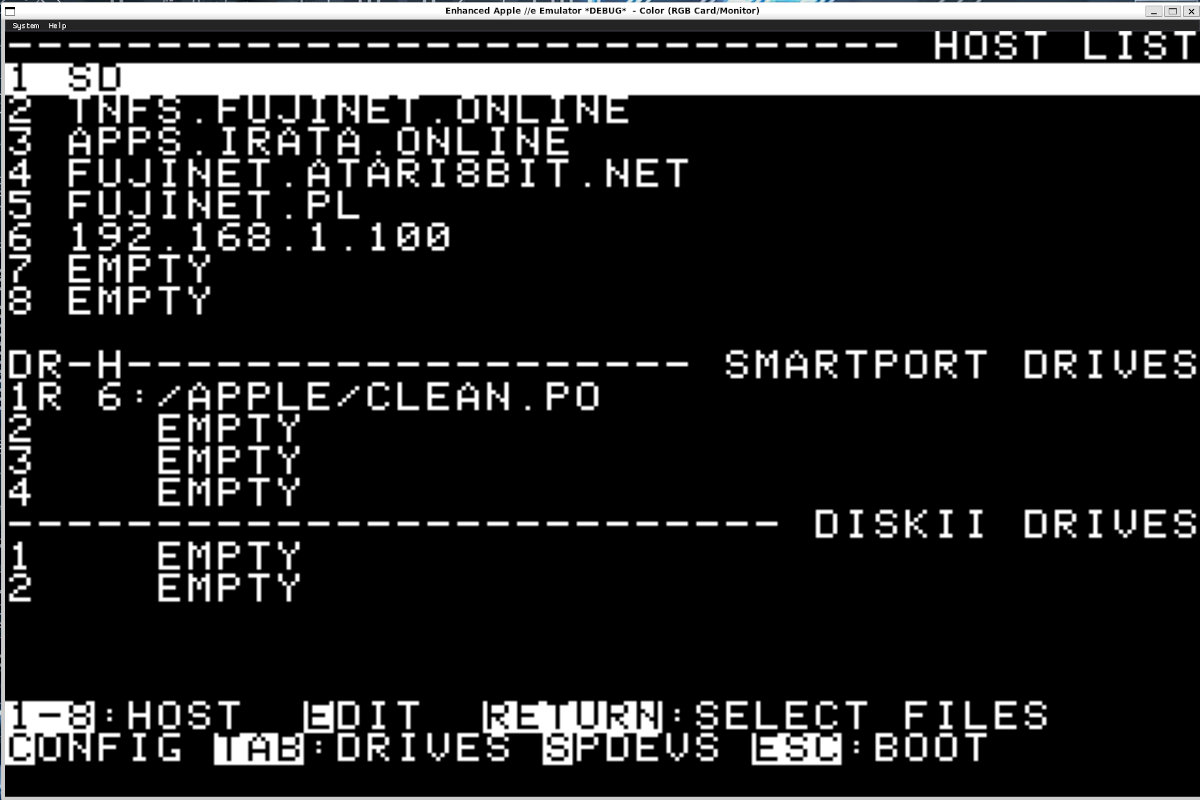 Enhanced Apple //e Emulator *DEBUG* - Color (RGB Card/Monitor)
System Help
------------------------------ HOST LIST
1 SD
2 TNFS.FUJINET.ONLINE
3 APPS.IRATA.ONLINE
4 FUJINET.ATARI8BIT.NET
5 FUJINET.PL
6 192.168.1.100
7 EMPTY
8 EMPTY
DR-H------------------- SMARTPORT DRIVES
1R 6:/APPLE/CLEAN.PO
2    EMPTY
3    EMPTY
4    EMPTY
-------------------------- DISKII DRIVES
1    EMPTY
2    EMPTY
1-8:HOST  EDIT  RETURN:SELECT FILES
CONFIG TAB:DRIVES SPDEVS ESC:BOOT